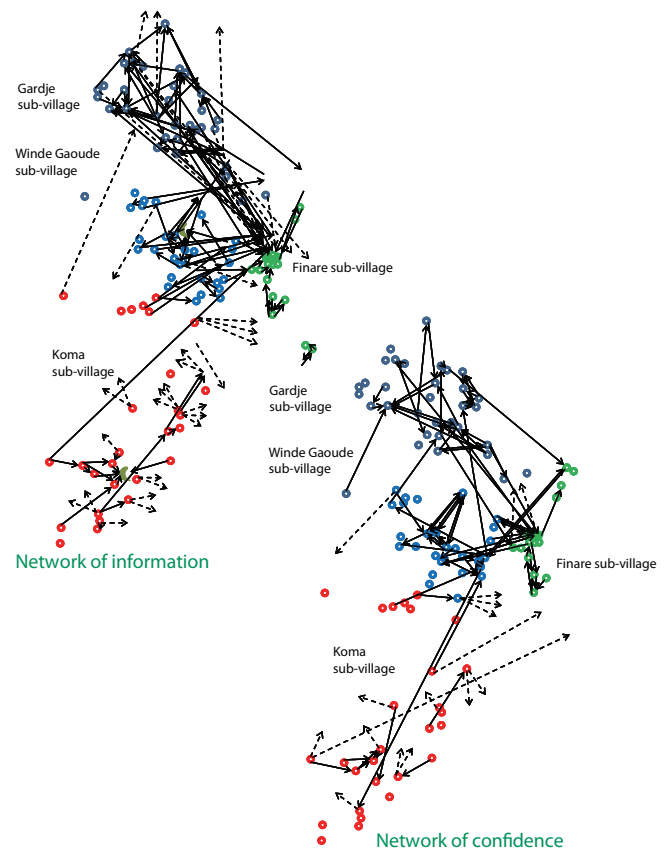 Gardje
sub-village
Winde Gaoude
sub-village
Finare sub-village
Koma
sub-village
Network of information
Gardje
sub-village
Winde Gaoude
sub-village
Finare sub-village
Koma
sub-village
Network of confidence